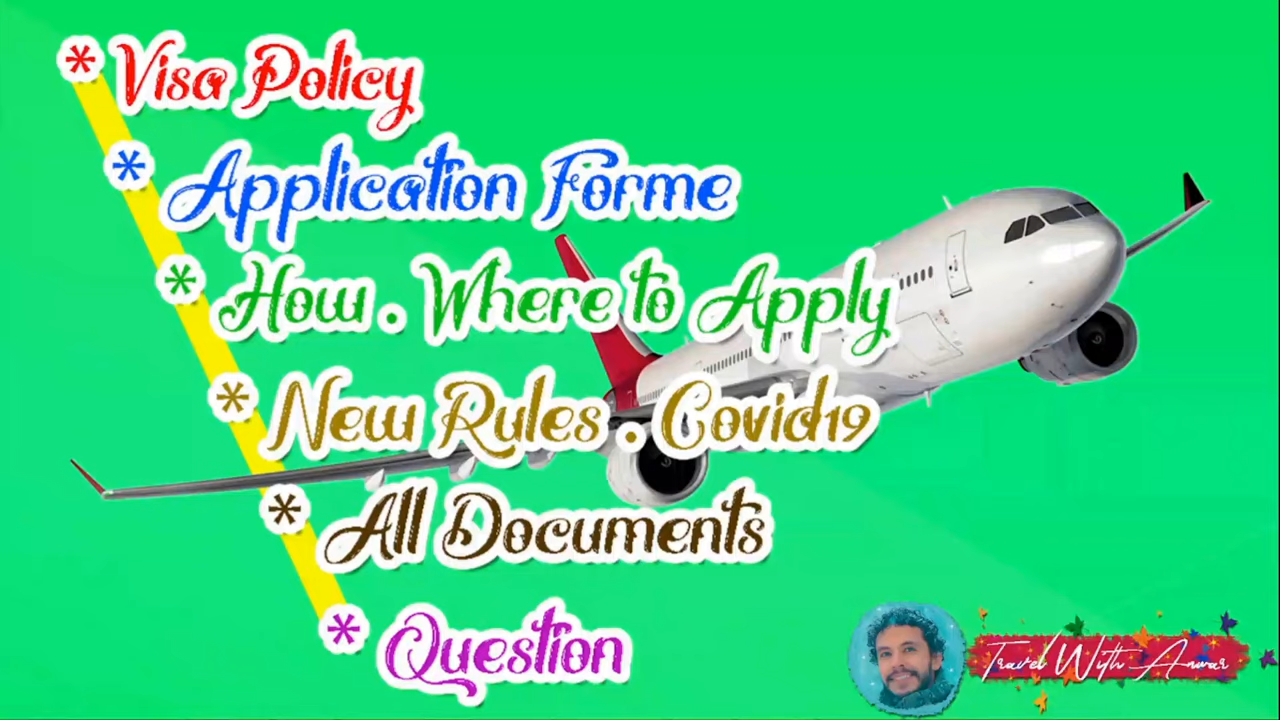 * Visa Policy
* Application Forme
* How . Where to Apply
* New Rules . Covid19
* All Documents
* Question
Travel With Anwar